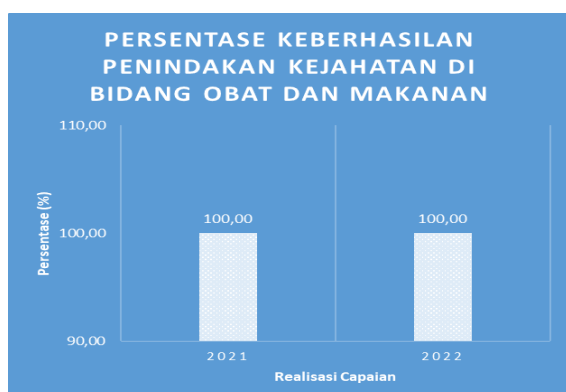 PERSENTASE KEBERHASILAN
PENINDAKAN KEJAHATAN DI
BIDANG OBAT DAN MAKANAN
110,00
100,00
90,00
Persentase (%)
100,00
100,00
2021
2022
Realisasi Capaian